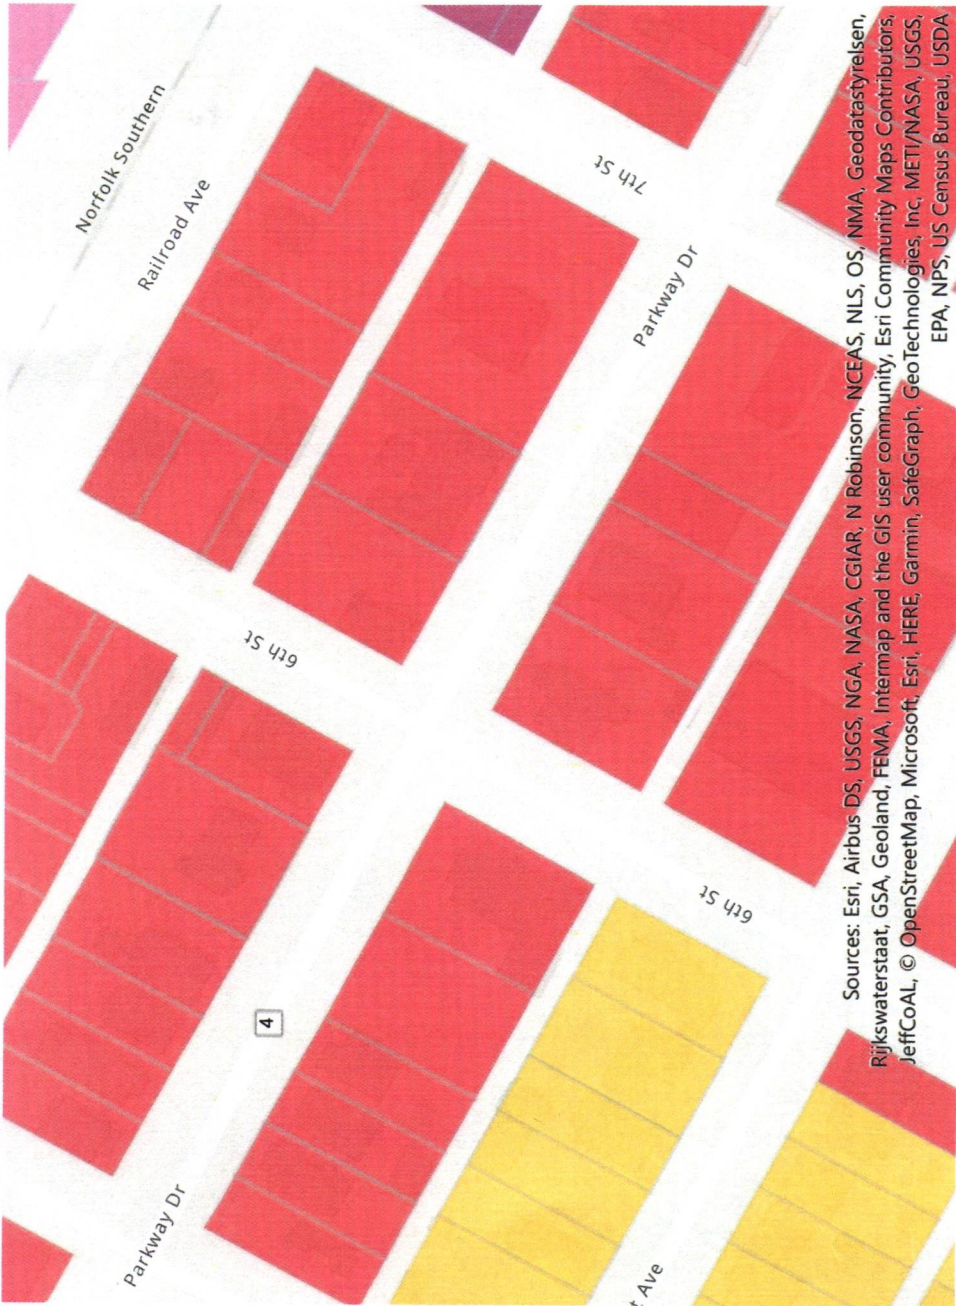 Norfolk Southern
Railroad Ave
7th St
Parkway Dr
6th St
4
6th St
Parkway Dr
t Ave
Sources: Esri, Airbus DS, USGS, NGA, NASA, CGIAR, N Robinson, NCEAS, NLS, OS, NMA, Geodatastyrelsen,
Rijkswaterstaat, GSA, Geoland, FEMA, Intermap and the GIS user community, Esri Community Maps Contributors,
JeffCoAL, © OpenStreetMap, Microsoft, Esri, HERE, Garmin, SafeGraph, GeoTechnologies, Inc, METI/NASA, USGS,
EPA, NPS, US Census Bureau, USDA